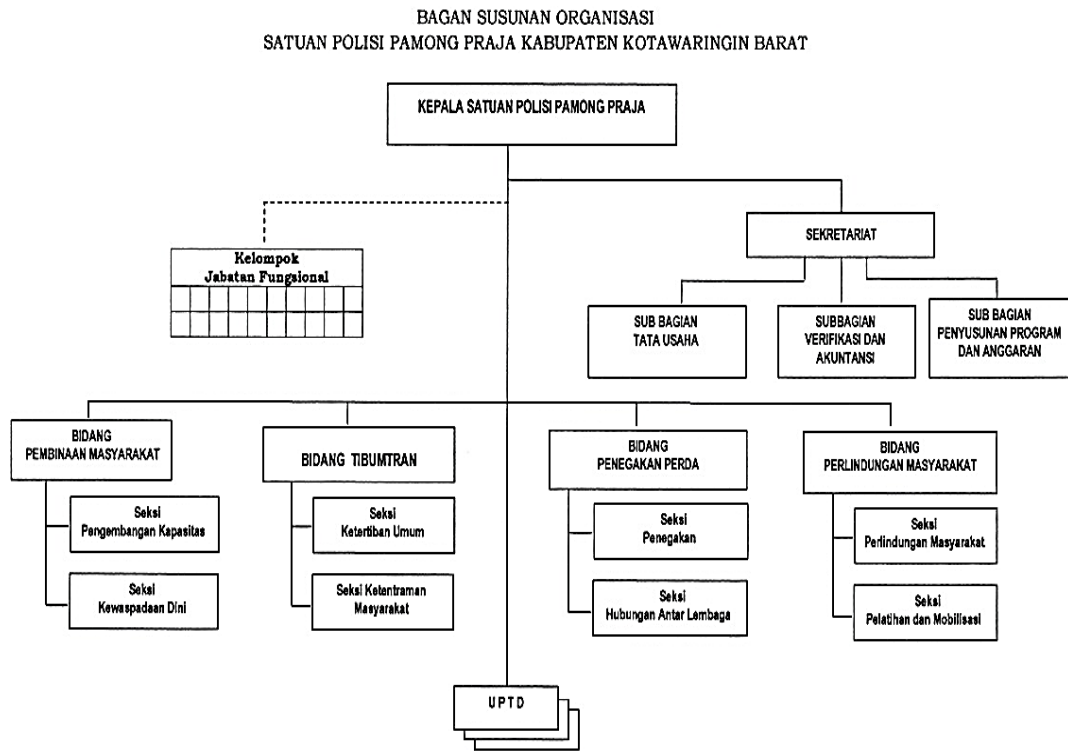 BAGAN SUSUNAN ORGANISASI
SATUAN POLISI PAMONG PRAJA KABUPATEN KOTAWARINGIN BARAT
KEPALA SATUAN POLISI PAMONG PRAJA
SEKRETARIAT
Kelompok
Jabatan Fungsional
SUB BAGIAN
TATA USAHA
SUBBAGIAN
VERIFIKASI DAN
AKUNTANSI
SUB BAGIAN
PENYUSUNAN PROGRAM
DAN ANGGARAN
BIDANG
PEMBINAAN MASYARAKAT
BIDANG TIBUMTRAN
BIDANG
PENEGAKAN PERDA
BIDANG
PERLINDUNGAN MASYARAKAT
Seksi
Pengembangan Kapasitas
Seksi
Ketertiban Umum
Seksi
Penegakan
Seksi
Perlindungan Masyarakat
Seksi
Kewaspadaan Dini
Seksi Ketentraman
Masyarakat
Seksi
Hubungan Antar Lembaga
Seksi
Pelatihan dan Mobilisasi
U P T D